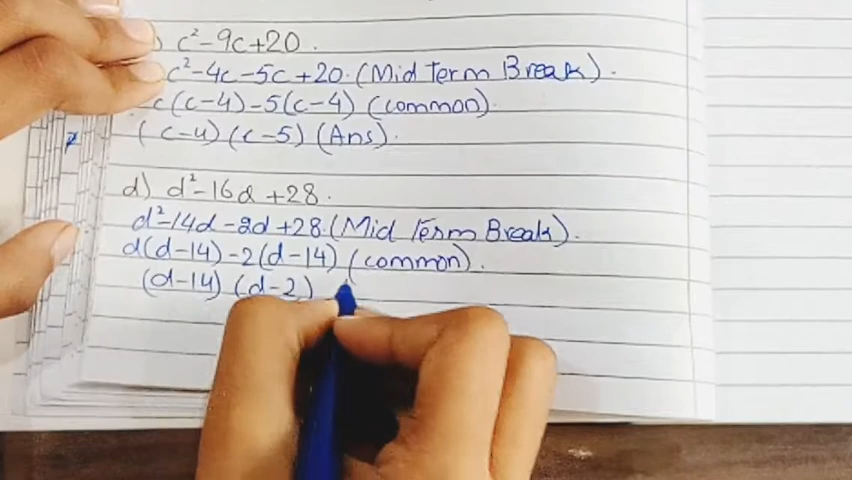 ) c²-9c+20.
c²-4c-5c+20. (Mid Term Break).
c(c-4)-5(c-4) (common).
(c-4)(c-5) (Ans).
d) d²-16d+28.
d²-14d-2d+28. (Mid Term Break).
d(d-14)-2(d-14) (common).
(d-14)(d-2) (